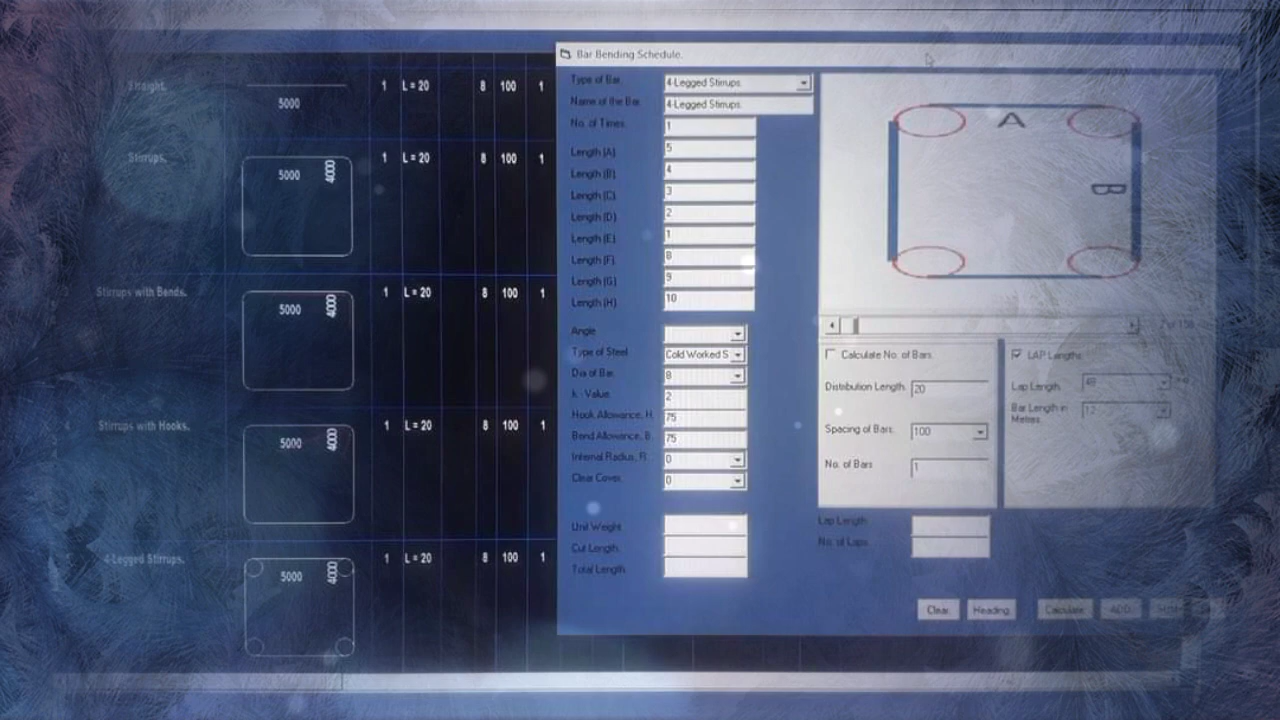 Straight.
5000
1 L = 20 8 100 1
Stirrups.
5000
4000
1 L = 20 8 100 1
Stirrups with Bends.
5000
4000
1 L = 20 8 100 1
Stirrups with Hooks.
5000
4000
1 L = 20 8 100 1
4-Legged Stirrups.
5000
4000
1 L = 20 8 100 1
Bar Bending Schedule.
Type of Bar. 4-Legged Stirrups.
Name of the Bar. 4-Legged Stirrups.
No. of Times. 1
Length (A) 5
Length (B) 4
Length (C) 3
Length (D) 2
Length (E) 1
Length (F) 8
Length (G) 9
Length (H) 10
Angle
Type of Steel Cold Worked S
Dia of Bar. 8
k - Value 2
Hook Allowance, H. 75
Bend Allowance, B. 75
Internal Radius, R. 0
Clear Cover. 0
Unit Weight.
Cut Length.
Total Length.
A
B
Calculate No. of Bars.
Distribution Length. 20
Spacing of Bars. 100
No. of Bars 1
LAP Lengths
Lap Length. 48
Bar Length in
Metres. 12
Lap Length.
No. of Laps.
Clear Heading Calculate ADD